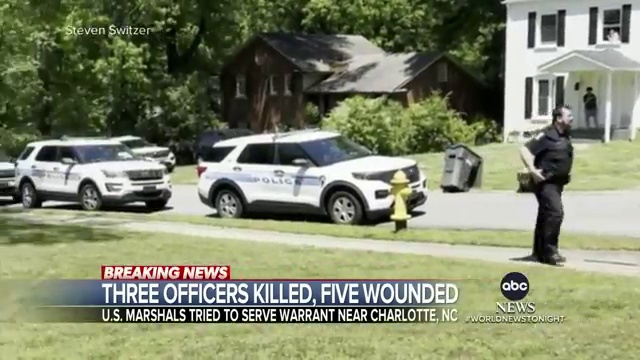 Steven Switzer
POLICE
BREAKING NEWS
THREE OFFICERS KILLED, FIVE WOUNDED
U.S. MARSHALS TRIED TO SERVE WARRANT NEAR CHARLOTTE, NC
abc
NEWS
#WORLDNEWSTONIGHT